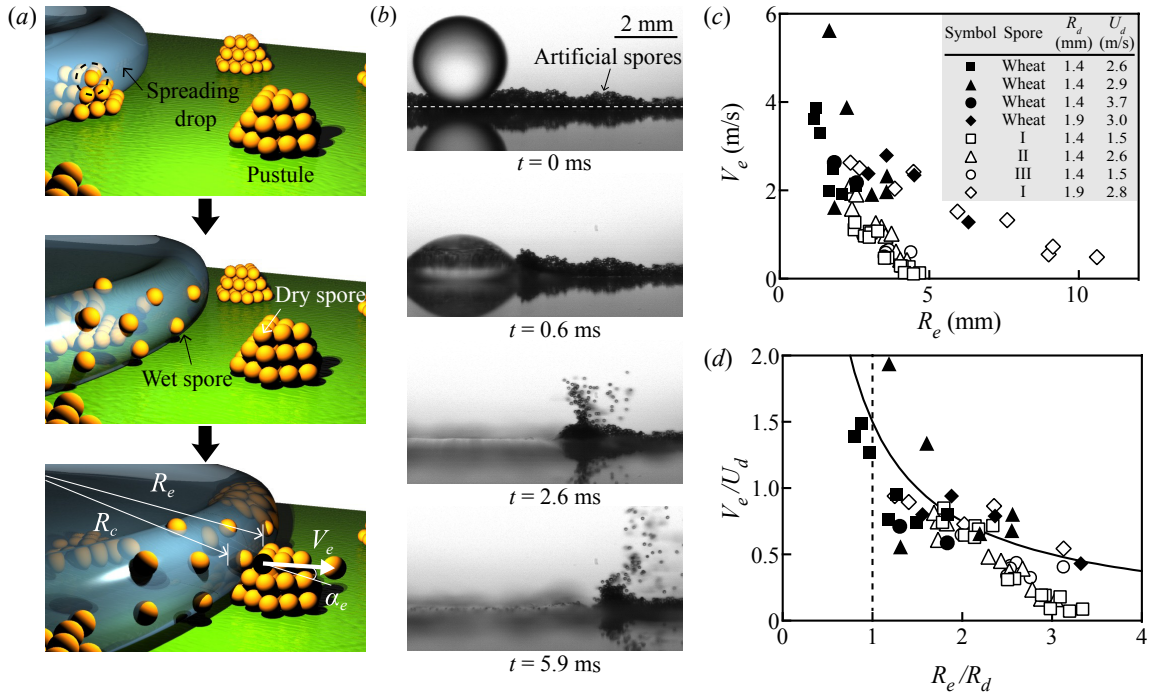 (a)
Spreading
drop
Pustule
Dry spore
Wet spore
R_e
R_c
V_e
α_e
(b)
2 mm
Artificial spores
t = 0 ms
t = 0.6 ms
t = 2.6 ms
t = 5.9 ms
(c)
V_e (m/s)
6
4
2
0
0 5 10
R_e (mm)
Symbol Spore R_d (mm) U_d (m/s)
■ Wheat 1.4 2.6
▲ Wheat 1.4 2.9
● Wheat 1.4 3.7
◆ Wheat 1.9 3.0
□ I 1.4 1.5
△ II 1.4 2.6
○ III 1.4 1.5
◇ I 1.9 2.8
(d)
V_e/U_d
2.0
1.5
1.0
0.5
0.0
0 1 2 3 4
R_e/R_d